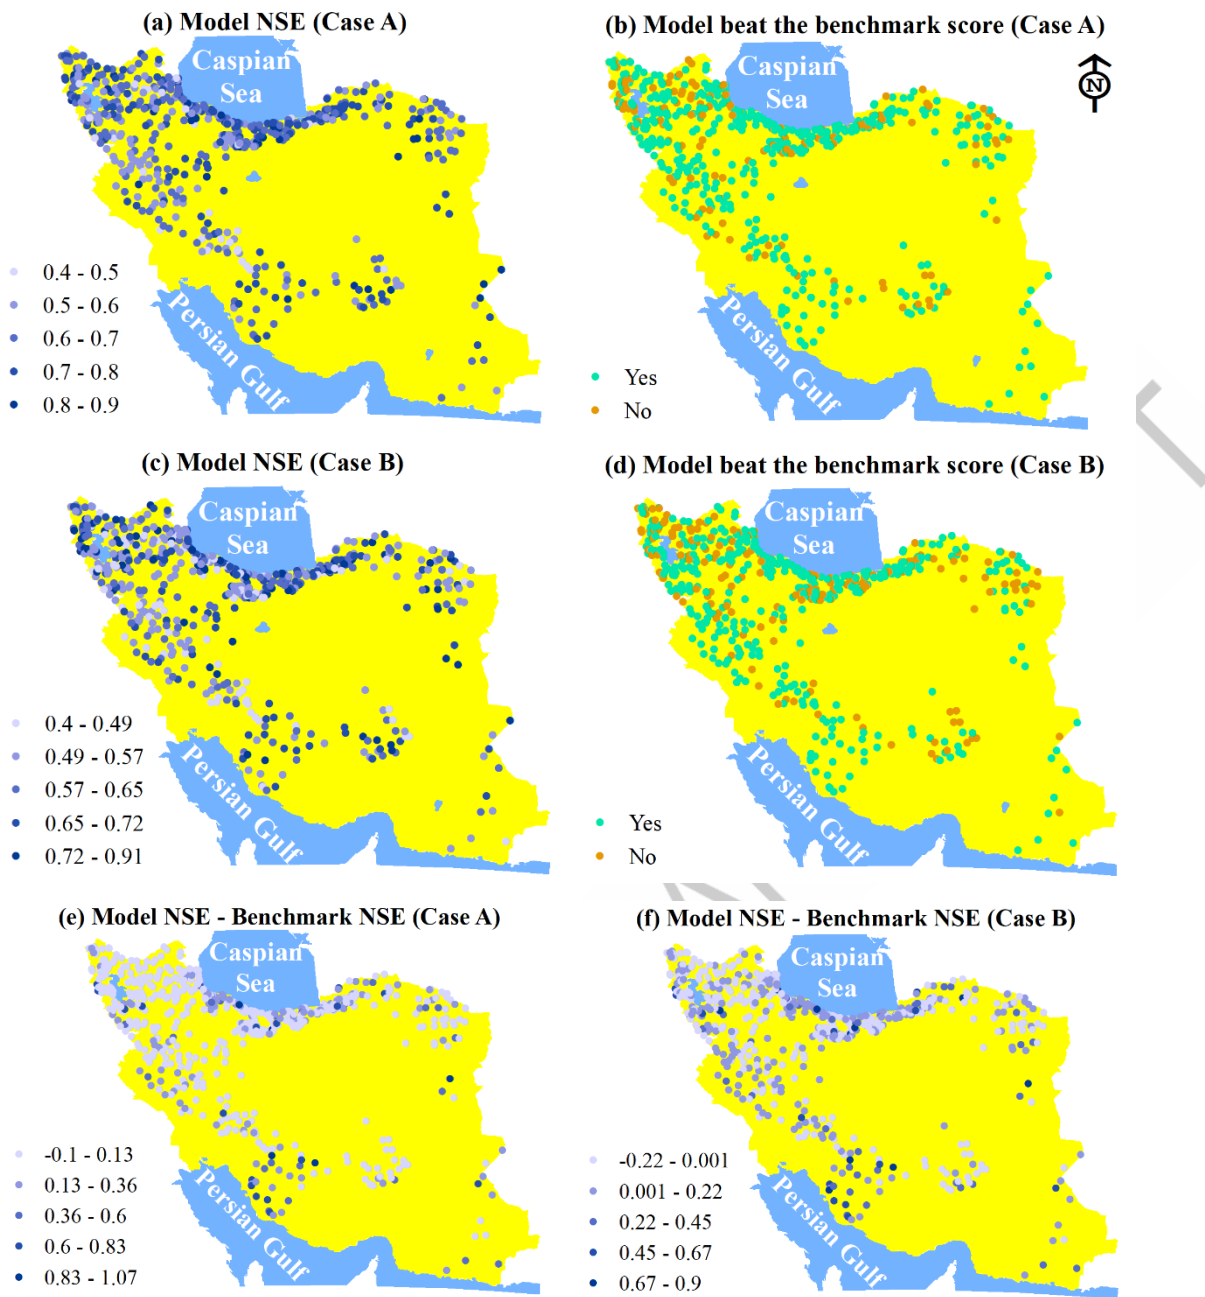 (a) Model NSE (Case A)
Caspian
Sea
Persian Gulf
0.4 - 0.5
0.5 - 0.6
0.6 - 0.7
0.7 - 0.8
0.8 - 0.9
(b) Model beat the benchmark score (Case A)
N
Caspian
Sea
Persian Gulf
Yes
No
(c) Model NSE (Case B)
Caspian
Sea
Persian Gulf
0.4 - 0.49
0.49 - 0.57
0.57 - 0.65
0.65 - 0.72
0.72 - 0.91
(d) Model beat the benchmark score (Case B)
Caspian
Sea
Persian Gulf
Yes
No
(e) Model NSE - Benchmark NSE (Case A)
Caspian
Sea
Persian Gulf
-0.1 - 0.13
0.13 - 0.36
0.36 - 0.6
0.6 - 0.83
0.83 - 1.07
(f) Model NSE - Benchmark NSE (Case B)
Caspian
Sea
Persian Gulf
-0.22 - 0.001
0.001 - 0.22
0.22 - 0.45
0.45 - 0.67
0.67 - 0.9